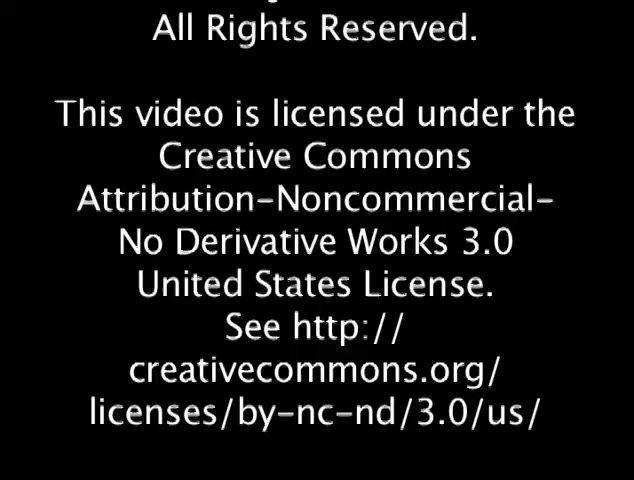 All Rights Reserved.
This video is licensed under the
Creative Commons
Attribution-Noncommercial-
No Derivative Works 3.0
United States License.
See http://
creativecommons.org/
licenses/by-nc-nd/3.0/us/